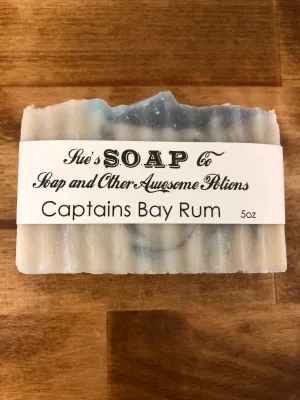 Sue's SOAP Co
Soap and Other Awesome Potions
Captains Bay Rum 5oz